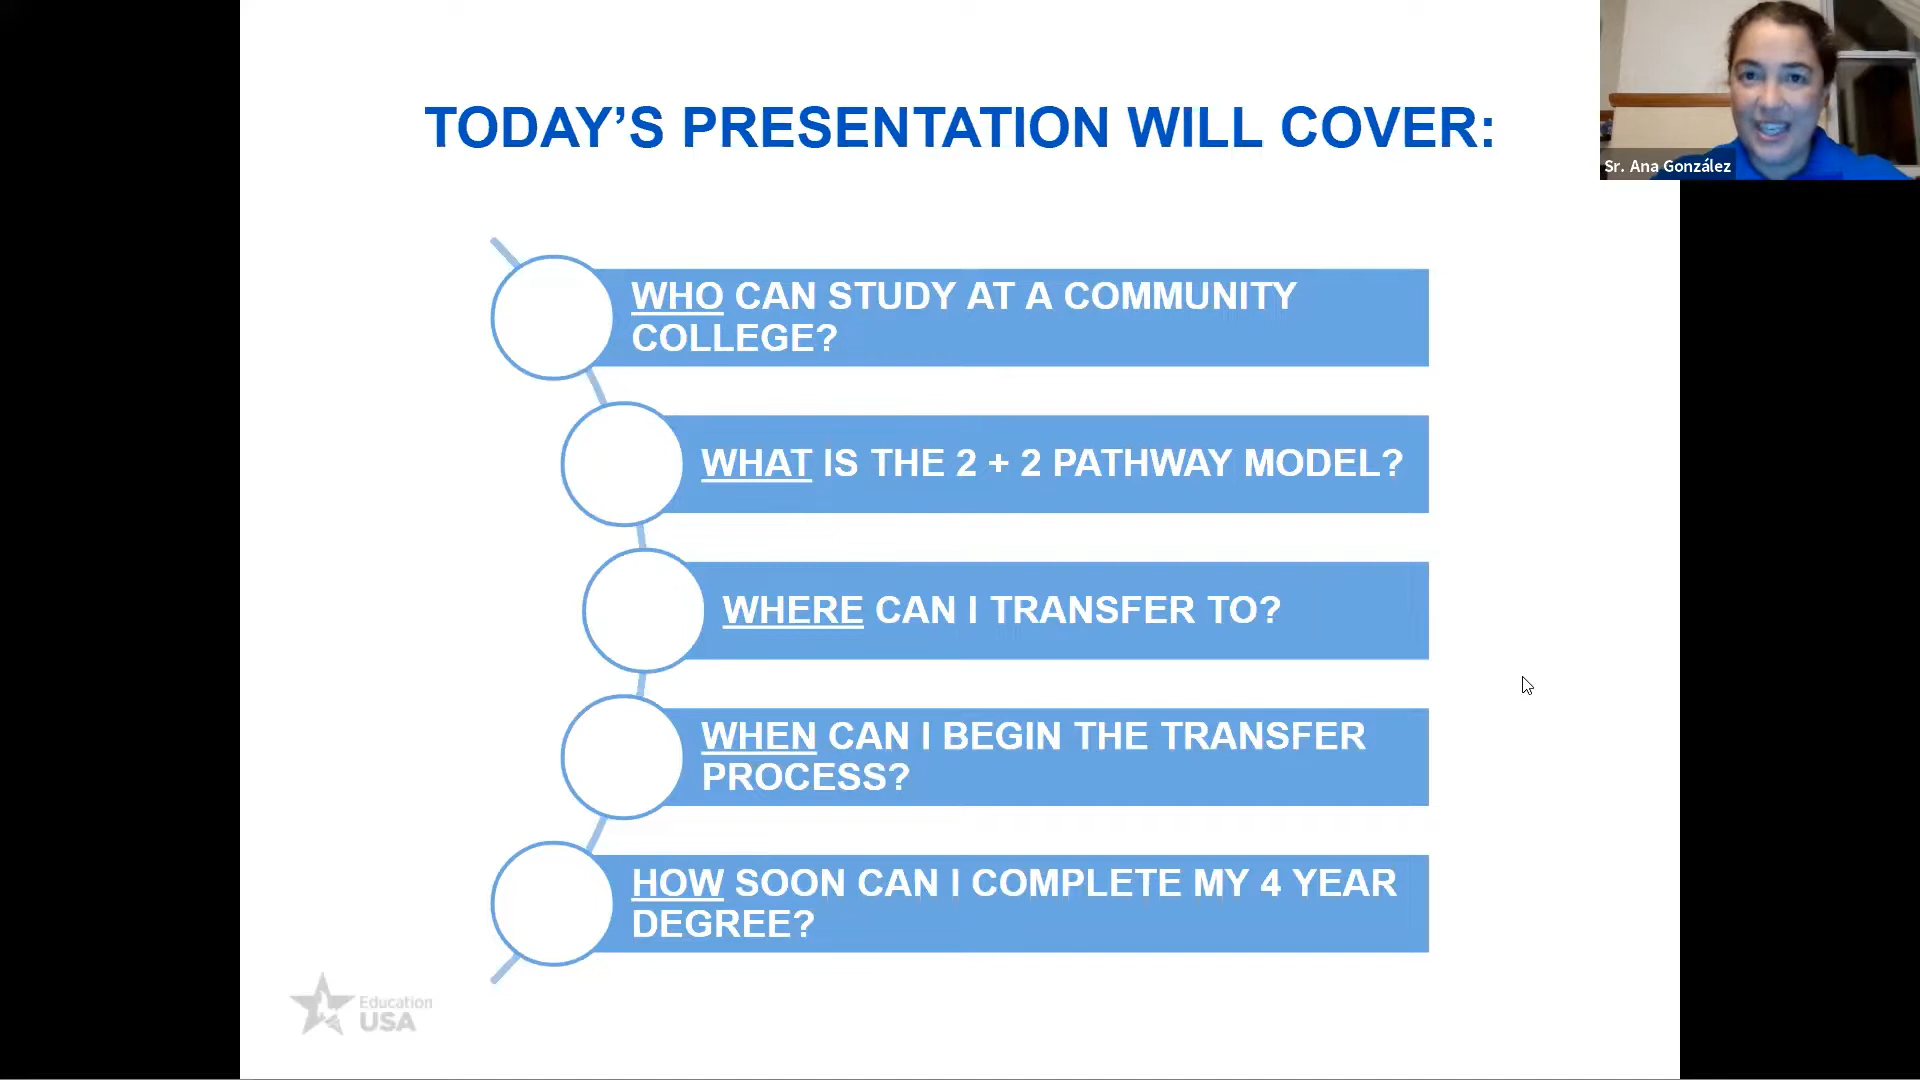 TODAY’S PRESENTATION WILL COVER:
Sr. Ana González
WHO CAN STUDY AT A COMMUNITY
COLLEGE?
WHAT IS THE 2 + 2 PATHWAY MODEL?
WHERE CAN I TRANSFER TO?
WHEN CAN I BEGIN THE TRANSFER
PROCESS?
HOW SOON CAN I COMPLETE MY 4 YEAR
DEGREE?
Education
USA